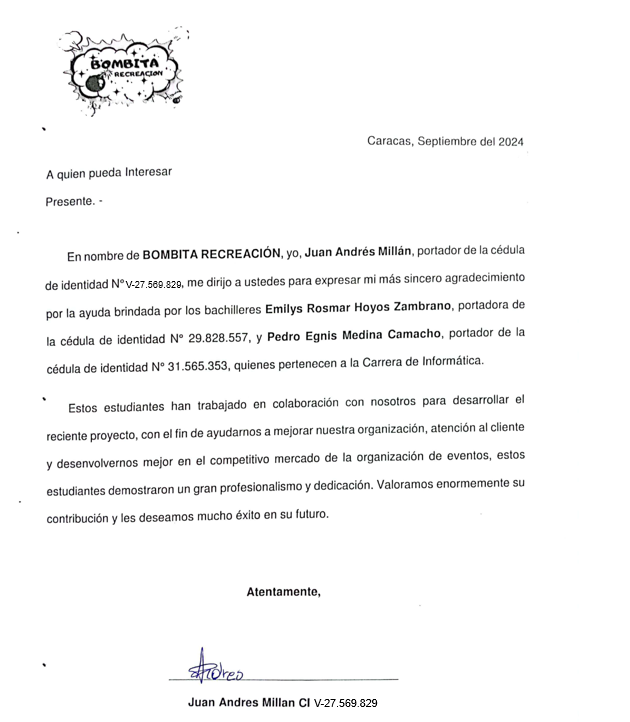 BOMBITA
RECREACIÓN
Caracas, Septiembre del 2024
A quien pueda Interesar
Presente. -
En nombre de BOMBITA RECREACIÓN, yo, Juan Andrés Millán, portador de la cédula
de identidad N° V-27.569.829, me dirijo a ustedes para expresar mi más sincero agradecimiento
por la ayuda brindada por los bachilleres Emilys Rosmar Hoyos Zambrano, portadora de
la cédula de identidad N° 29.828.557, y Pedro Egnis Medina Camacho, portador de la
cédula de identidad N° 31.565.353, quienes pertenecen a la Carrera de Informática.
Estos estudiantes han trabajado en colaboración con nosotros para desarrollar el
reciente proyecto, con el fin de ayudarnos a mejorar nuestra organización, atención al cliente
y desenvolvernos mejor en el competitivo mercado de la organización de eventos, estos
estudiantes demostraron un gran profesionalismo y dedicación. Valoramos enormemente su
contribución y les deseamos mucho éxito en su futuro.
Atentamente,
Juan Andres Millan CI V-27.569.829